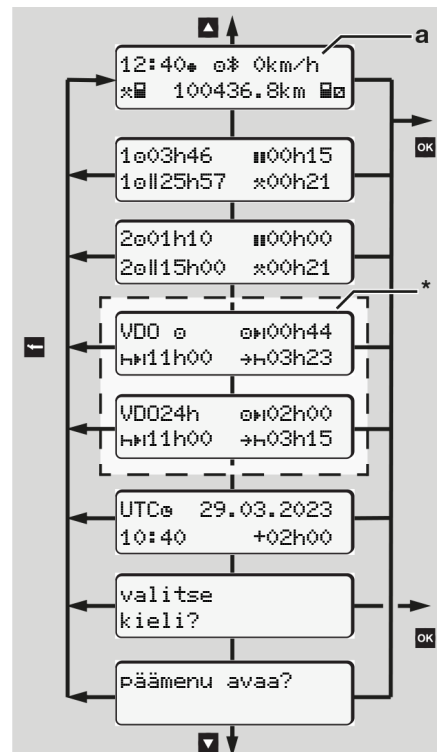 a
12:40 0km/h
100436.8km
OK
1 03h46 00h15
1 25h57 00h21
2 01h10 00h00
2 15h00 00h21
*
VDO 00h44
11h00 03h23
VDO24h 02h00
11h00 03h15
UTC 29.03.2023
10:40 +02h00
valitse
kieli?
OK
päämenu avaa?